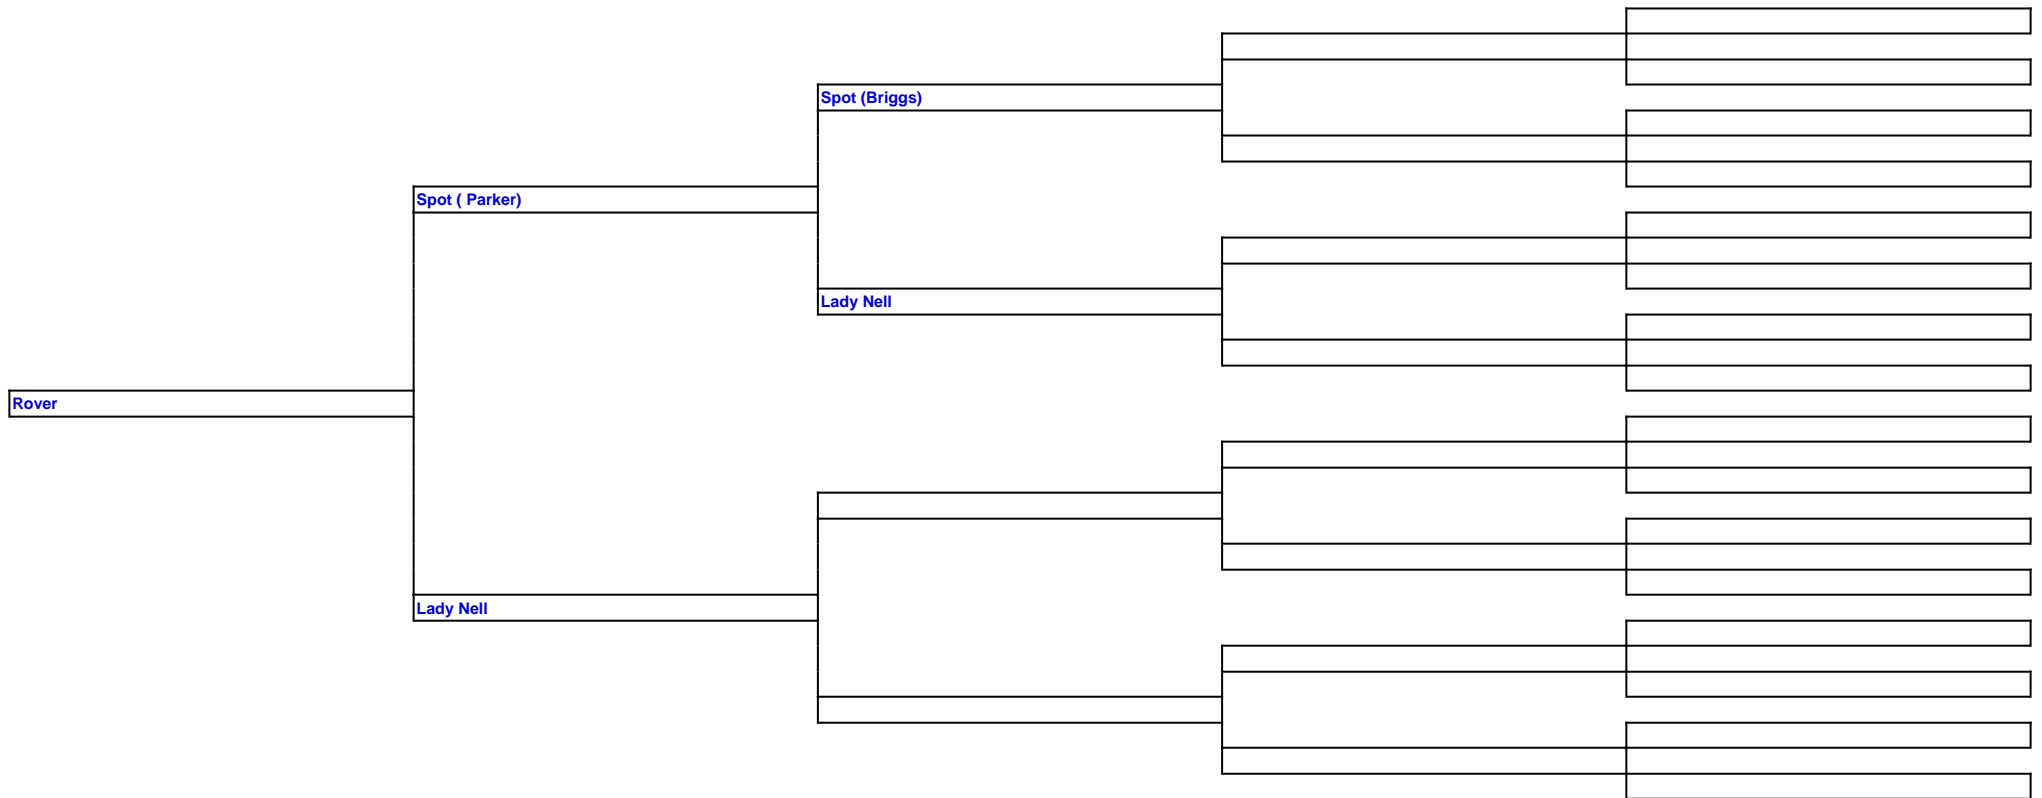 Spot (Briggs)
Spot ( Parker)
Lady Nell
Rover
Lady Nell